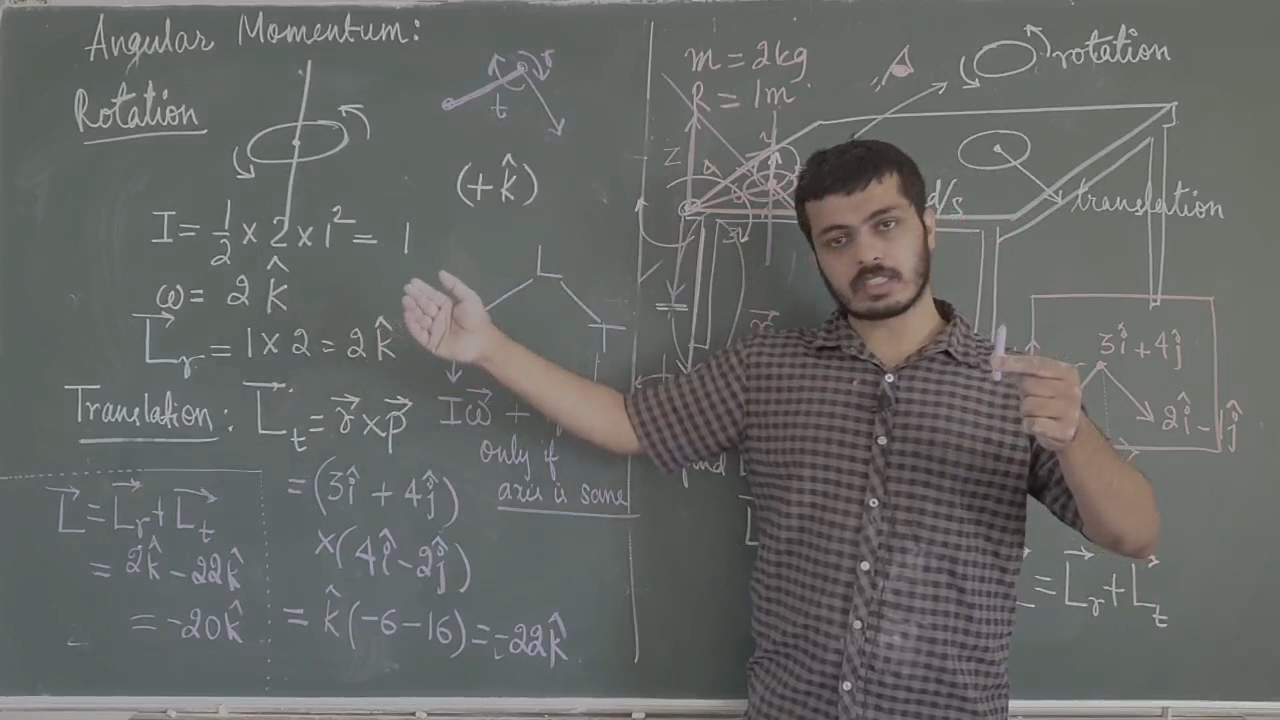 Angular Momentum:
Rotation
(+k̂)
I = 1/2 × 2 × 1² = 1
ω = 2 k̂
L⃗r = 1 × 2 = 2 k̂
Translation: L⃗t = r⃗ × p⃗
= (3î + 4ĵ)
×(4î - 2ĵ)
= k̂(-6-16) = -22k̂
L⃗ = L⃗r + L⃗t
= 2k̂ - 22k̂
= -20k̂
t
Iω⃗ +
only if
axis is same
m = 2kg
R = 1m
rotation
z
d/s
translation
3î + 4ĵ
2î - 1ĵ
= L⃗r + L⃗t